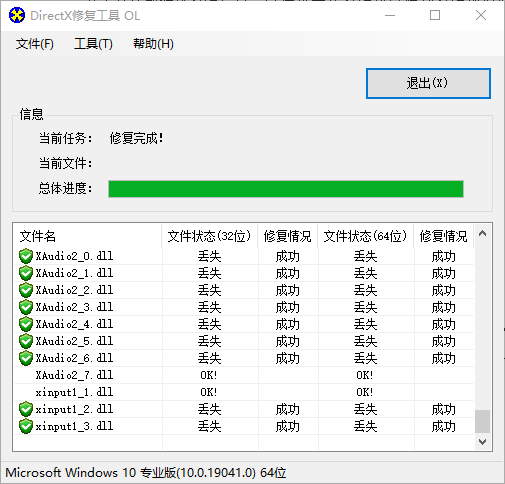 DirectX修复工具 OL
文件(F) 工具(T) 帮助(H)
退出(X)
信息
当前任务： 修复完成！
当前文件：
总体进度：
文件名 文件状态(32位) 修复情况 文件状态(64位) 修复情况
XAudio2_0.dll 丢失 成功 丢失 成功
XAudio2_1.dll 丢失 成功 丢失 成功
XAudio2_2.dll 丢失 成功 丢失 成功
XAudio2_3.dll 丢失 成功 丢失 成功
XAudio2_4.dll 丢失 成功 丢失 成功
XAudio2_5.dll 丢失 成功 丢失 成功
XAudio2_6.dll 丢失 成功 丢失 成功
XAudio2_7.dll OK! OK!
xinput1_1.dll OK! OK!
xinput1_2.dll 丢失 成功 丢失 成功
xinput1_3.dll 丢失 成功 丢失 成功
Microsoft Windows 10 专业版(10.0.19041.0) 64位